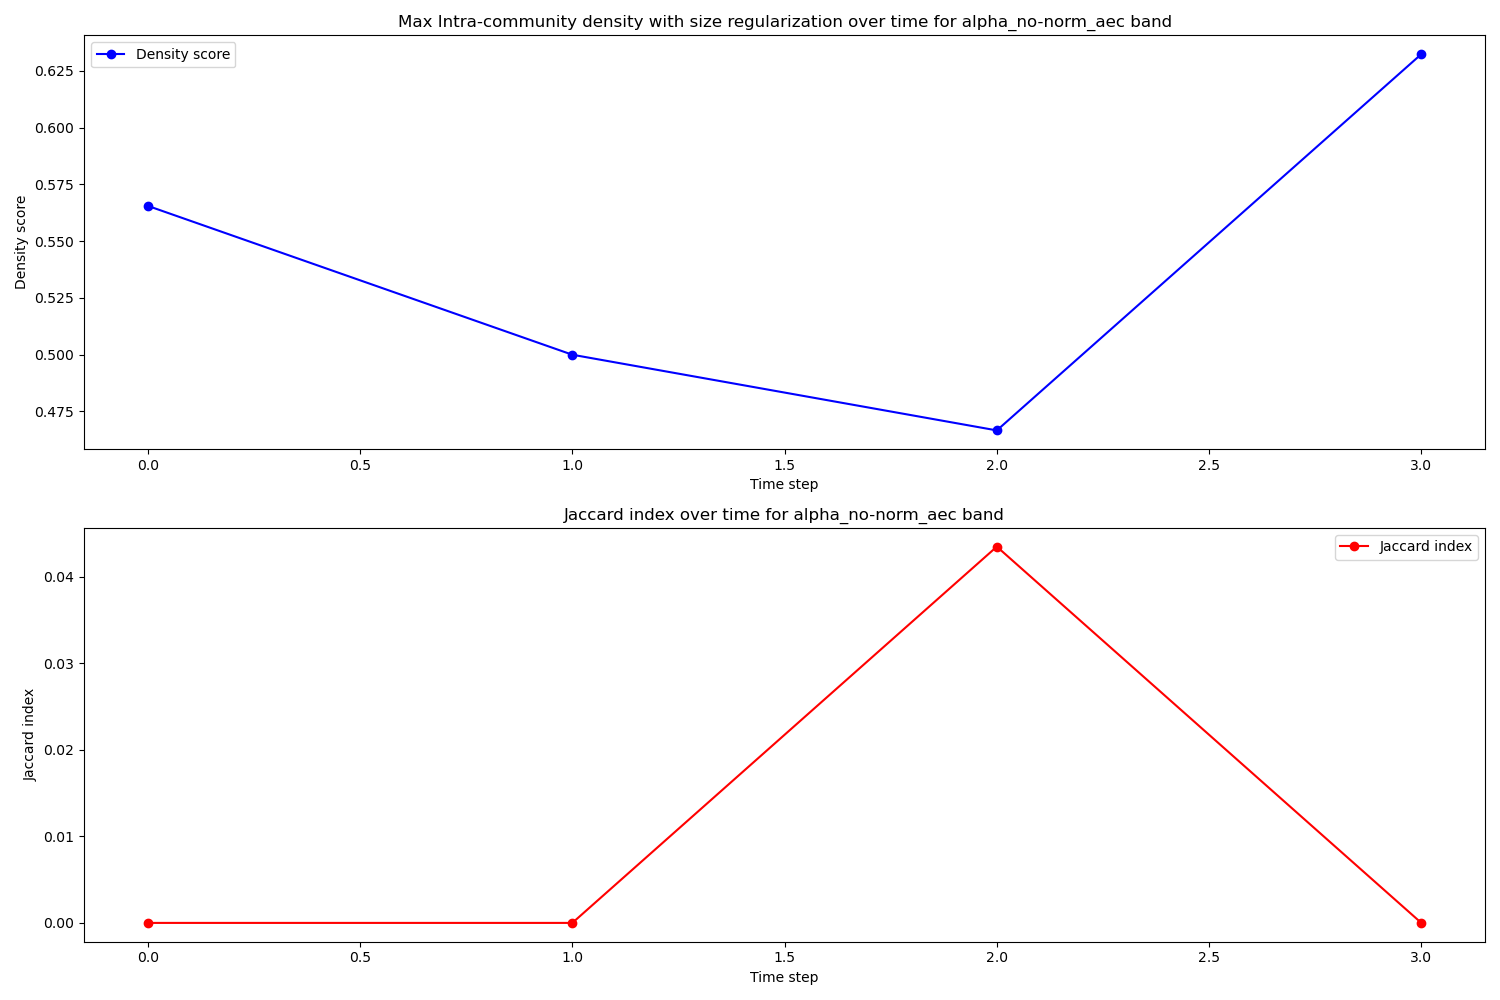 Max Intra-community density with size regularization over time for alpha_no-norm_aec band
Density score
0.625
0.600
0.575
0.550
0.525
0.500
0.475
Density score
0.0 0.5 1.0 1.5 2.0 2.5 3.0
Time step
Jaccard index over time for alpha_no-norm_aec band
Jaccard index
0.04
0.03
0.02
0.01
0.00
Jaccard index
0.0 0.5 1.0 1.5 2.0 2.5 3.0
Time step